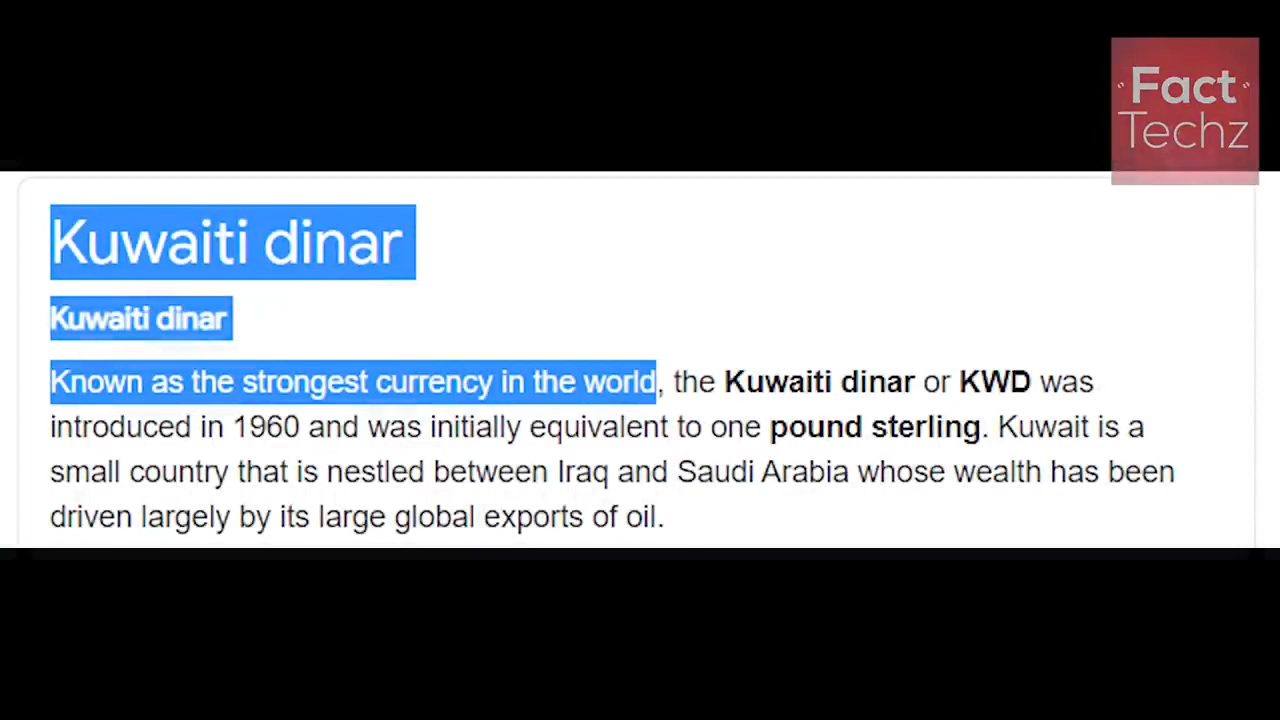 Fact
Techz
Kuwaiti dinar
Kuwaiti dinar
Known as the strongest currency in the world, the Kuwaiti dinar or KWD was
introduced in 1960 and was initially equivalent to one pound sterling. Kuwait is a
small country that is nestled between Iraq and Saudi Arabia whose wealth has been
driven largely by its large global exports of oil.